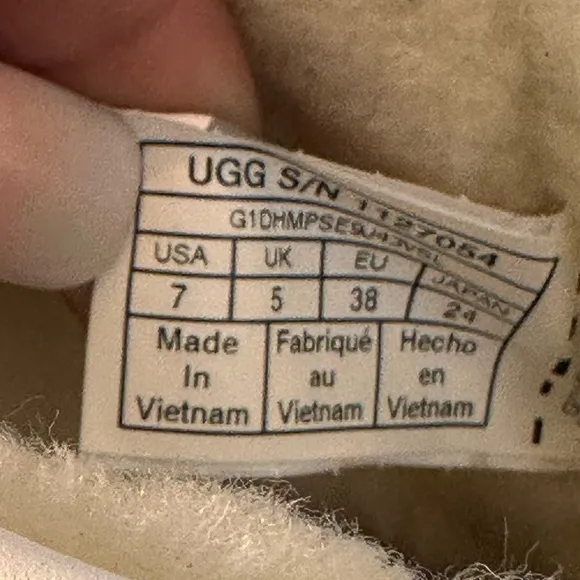 UGG S/N 1127054
USA UK EU JAPAN
7 5 38 24
Made Fabriqué Hecho
In au en
Vietnam Vietnam Vietnam